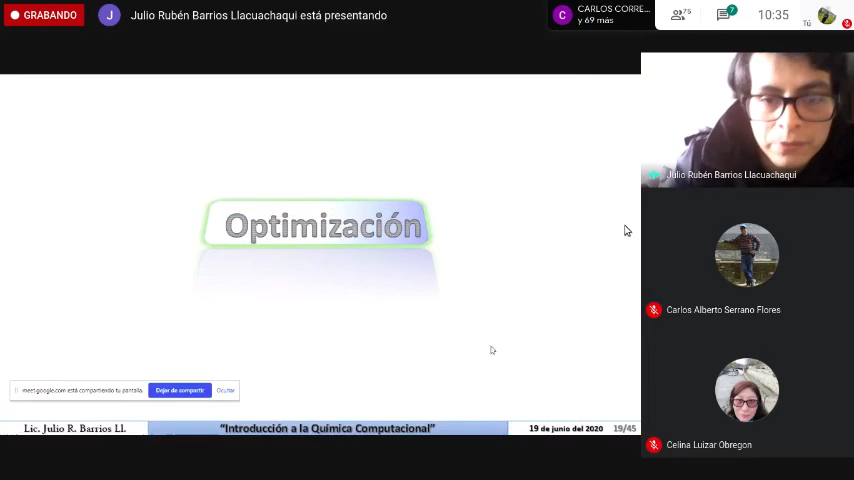 GRABANDO
J
Julio Rubén Barrios Llacuachaqui está presentando
C
CARLOS CORRE...
y 69 más
75
7
10:35
Tú
Optimización
Julio Rubén Barrios Llacuachaqui
Carlos Alberto Serrano Flores
meet.google.com está compartiendo tu pantalla.
Dejar de compartir
Ocultar
Celina Luizar Obregon
Lic. Julio R. Barrios Ll.
"Introducción a la Química Computacional"
19 de junio del 2020
19/45